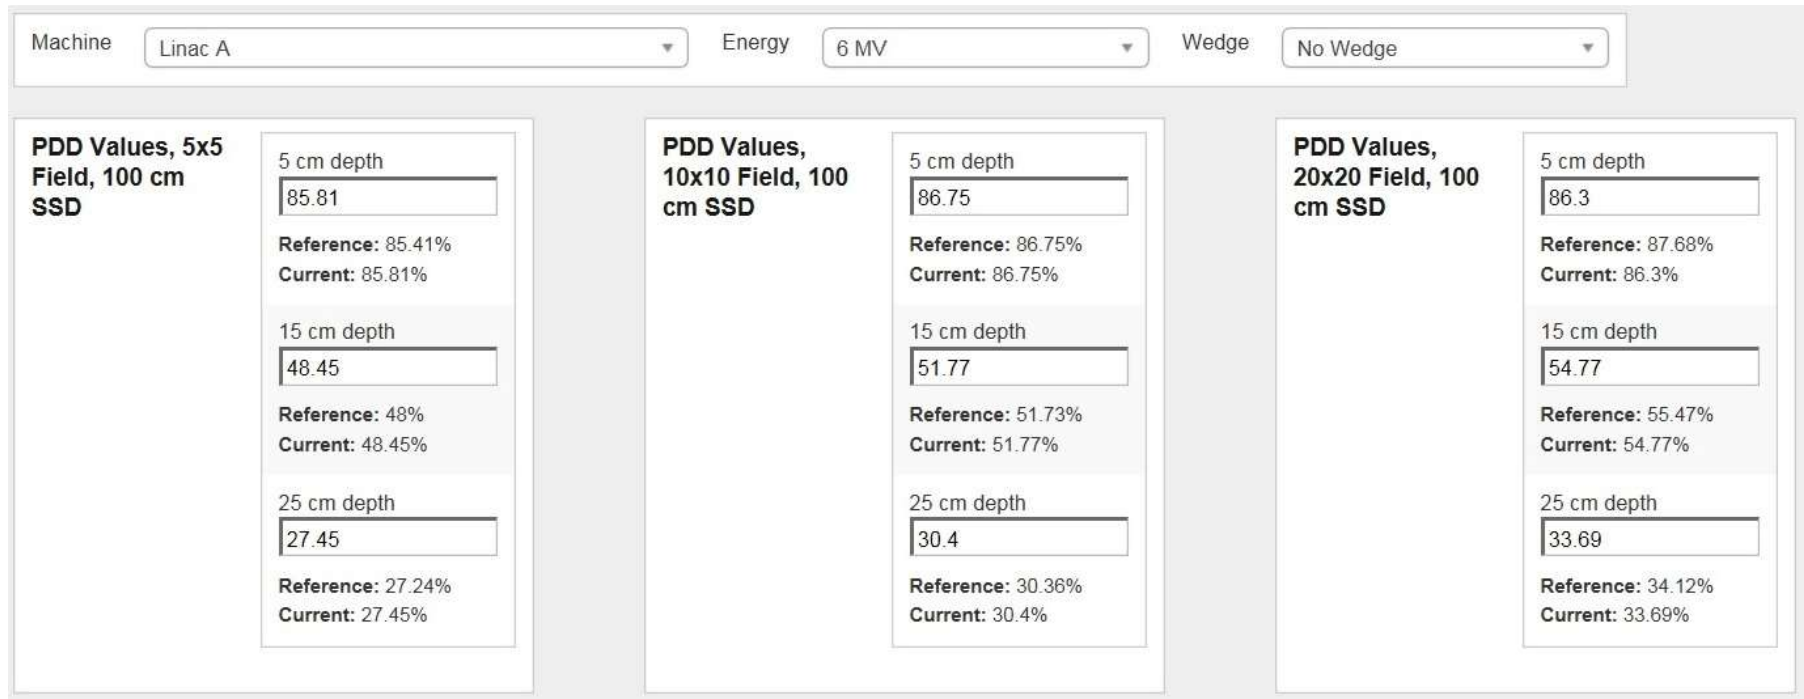 Machine Linac A Energy 6 MV Wedge No Wedge
PDD Values, 5x5
Field, 100 cm
SSD
5 cm depth
85.81
Reference: 85.41%
Current: 85.81%
15 cm depth
48.45
Reference: 48%
Current: 48.45%
25 cm depth
27.45
Reference: 27.24%
Current: 27.45%
PDD Values,
10x10 Field, 100
cm SSD
5 cm depth
86.75
Reference: 86.75%
Current: 86.75%
15 cm depth
51.77
Reference: 51.73%
Current: 51.77%
25 cm depth
30.4
Reference: 30.36%
Current: 30.4%
PDD Values,
20x20 Field, 100
cm SSD
5 cm depth
86.3
Reference: 87.68%
Current: 86.3%
15 cm depth
54.77
Reference: 55.47%
Current: 54.77%
25 cm depth
33.69
Reference: 34.12%
Current: 33.69%